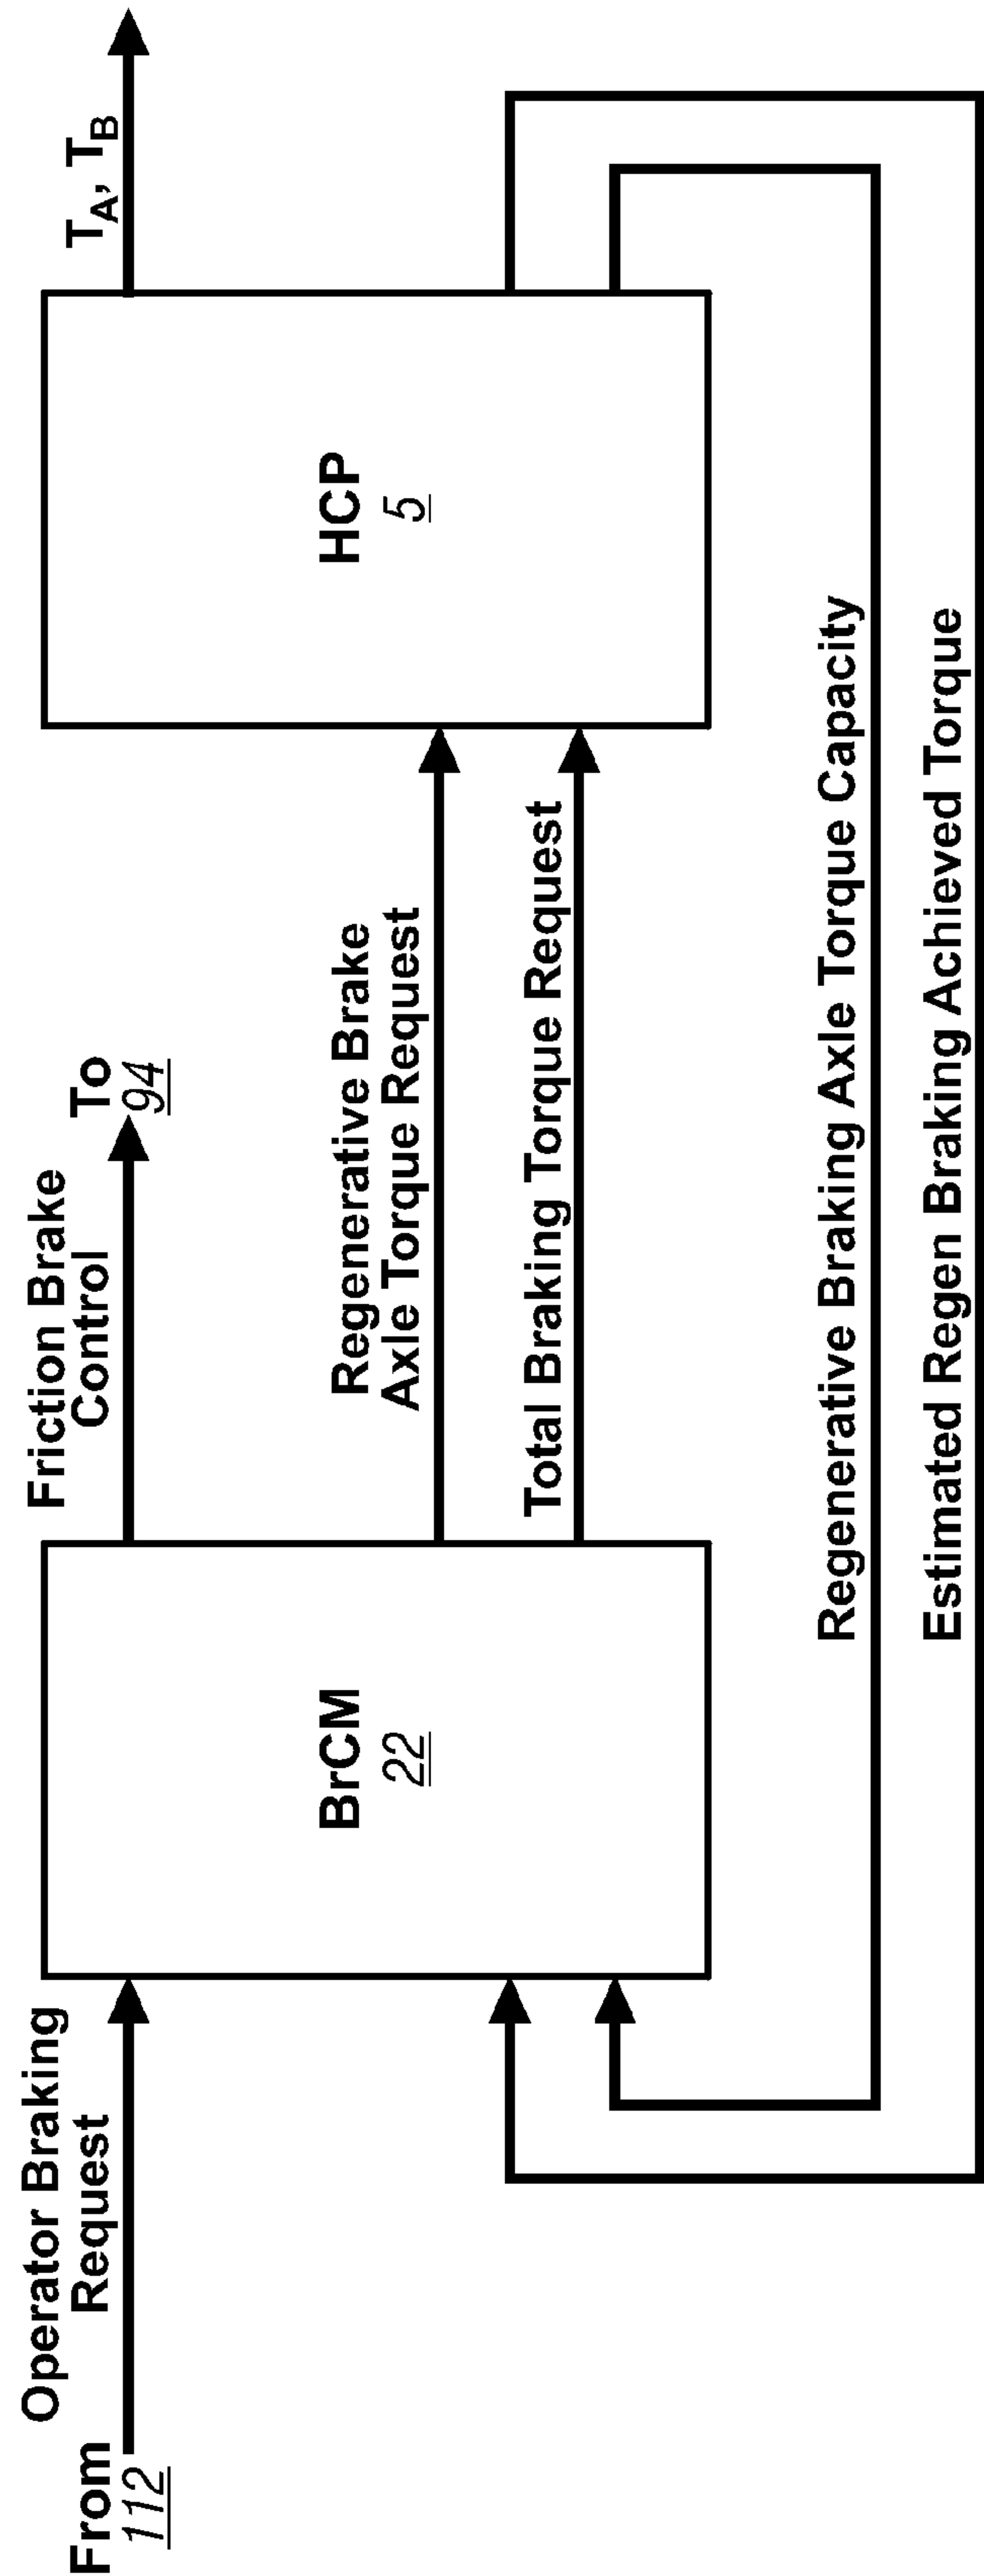 From
112
Operator Braking
Request
BrCM
22
Friction Brake
Control
To
94
Regenerative Brake
Axle Torque Request
Total Braking Torque Request
HCP
5
TA, TB
Regenerative Braking Axle Torque Capacity
Estimated Regen Braking Achieved Torque